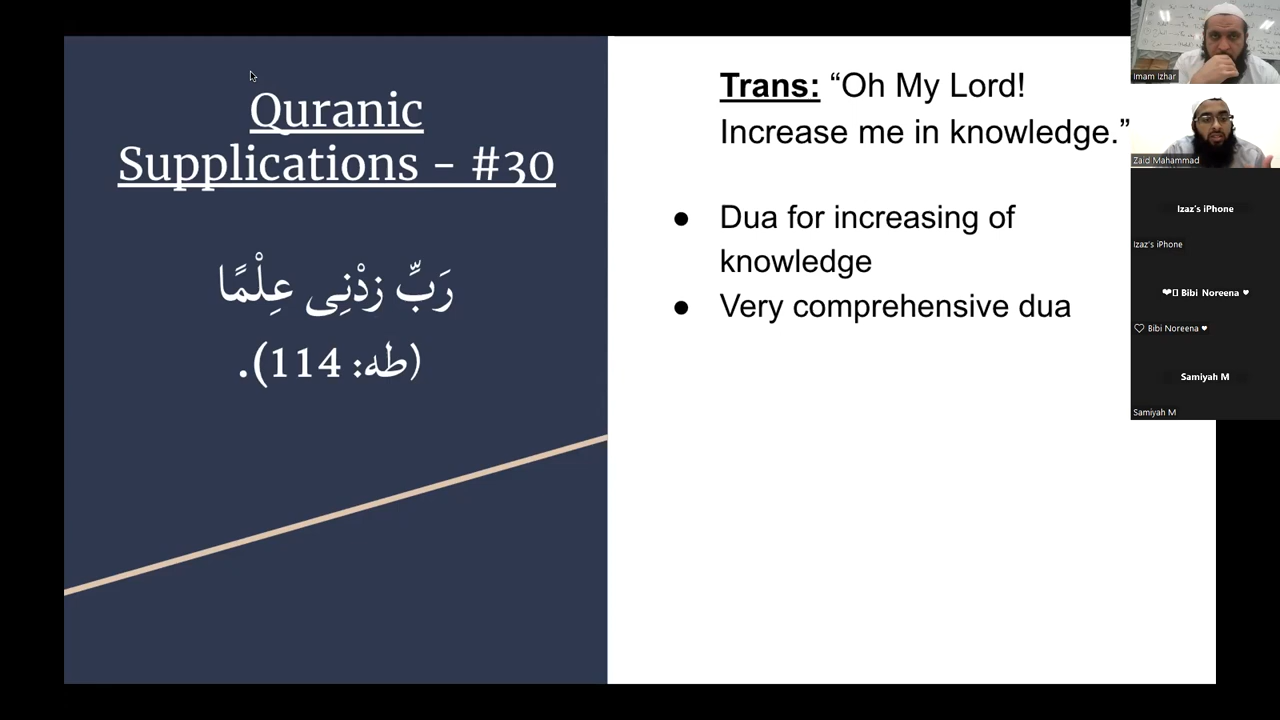 Quranic
Supplications - #30
رَبِّ زِدْنِى عِلْمًا
(طه: 114).
Trans: “Oh My Lord!
Increase me in knowledge.”
● Dua for increasing of
knowledge
● Very comprehensive dua
Imam Izhar
Zaid Mahammad
Izaz's iPhone
Izaz's iPhone
❤▯ Bibi Noreena ♥
♡ Bibi Noreena ♥
Samiyah M
Samiyah M